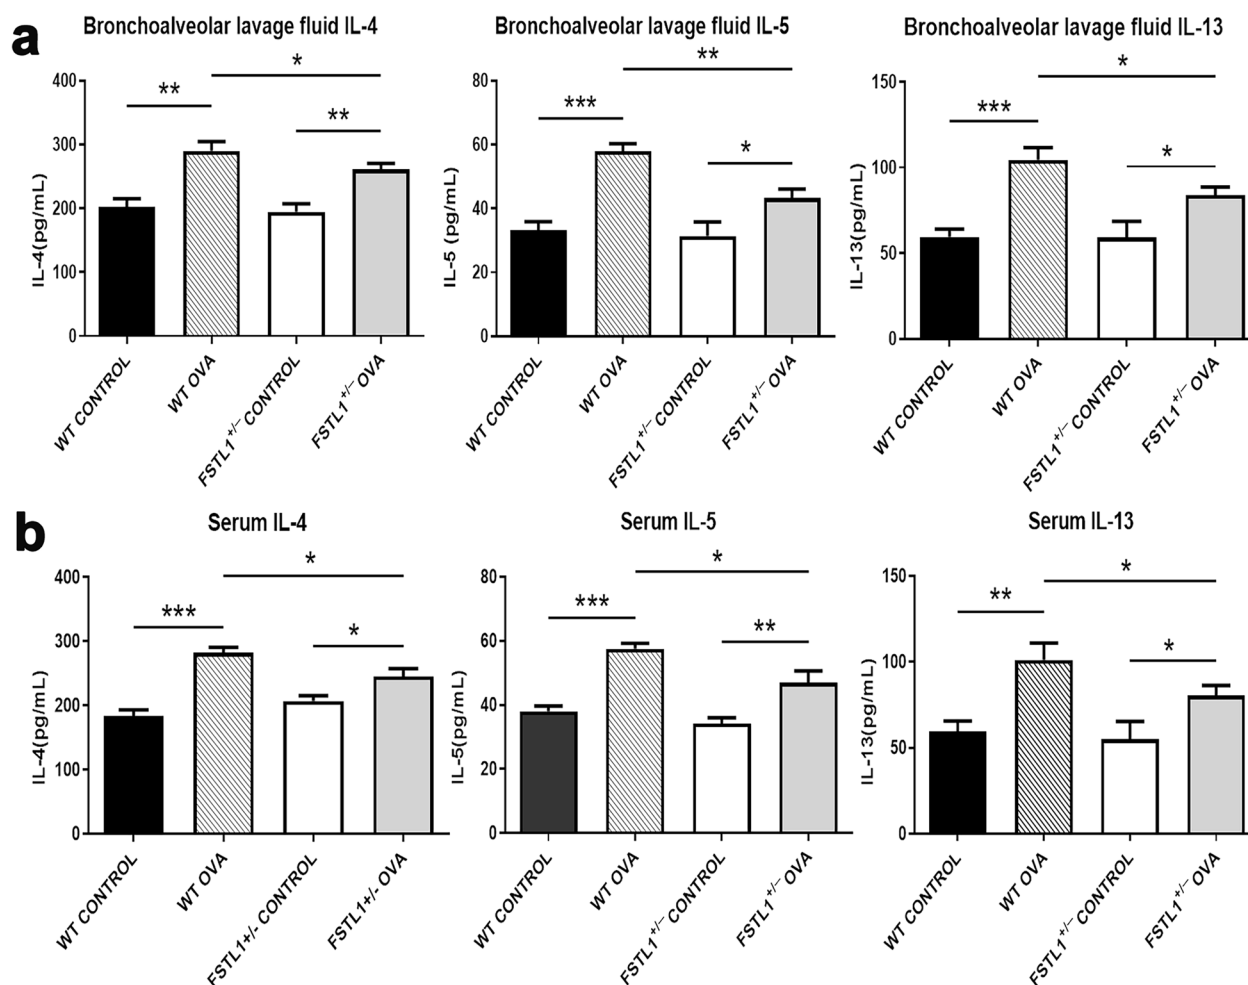 a
Bronchoalveolar lavage fluid IL-4
400
300
200
100
0
IL-4(pg/mL)
**
*
**
WT CONTROL
WT OVA
FSTL1+/− CONTROL
FSTL1+/− OVA
Bronchoalveolar lavage fluid IL-5
80
60
40
20
0
IL-5 (pg/mL)
***
**
*
WT CONTROL
WT OVA
FSTL1+/− CONTROL
FSTL1+/− OVA
Bronchoalveolar lavage fluid IL-13
150
100
50
0
IL-13(pg/mL)
***
*
*
WT CONTROL
WT OVA
FSTL1+/− CONTROL
FSTL1+/− OVA
b
Serum IL-4
400
300
200
100
0
IL-4(pg/mL)
***
*
*
WT CONTROL
WT OVA
FSTL1+/- CONTROL
FSTL1+/- OVA
Serum IL-5
80
60
40
20
0
IL-5(pg/mL)
***
*
**
WT CONTROL
WT OVA
FSTL1+/− CONTROL
FSTL1+/− OVA
Serum IL-13
150
100
50
0
IL-13(pg/mL)
**
*
*
WT CONTROL
WT OVA
FSTL1+/− CONTROL
FSTL1+/− OVA